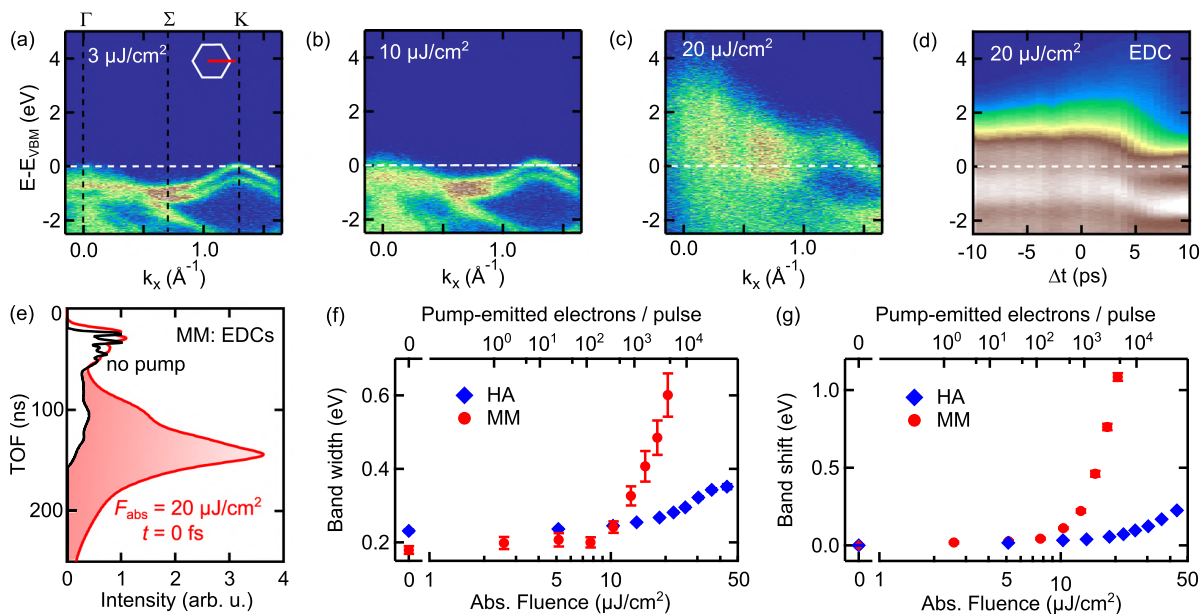 Γ Σ K
(a) 3 μJ/cm²
(b) 10 μJ/cm²
(c) 20 μJ/cm²
(d) 20 μJ/cm² EDC
E-E_VBM (eV)
4
2
0
-2
0.0 1.0
k_x (Å⁻¹)
4
2
0
-2
0.0 1.0
k_x (Å⁻¹)
4
2
0
-2
0.0 1.0
k_x (Å⁻¹)
4
2
0
-2
-10 -5 0 5 10
Δt (ps)
(e) MM: EDCs
no pump
F_abs = 20 μJ/cm²
t = 0 fs
TOF (ns)
0
100
200
0 1 2 3 4
Intensity (arb. u.)
(f) Pump-emitted electrons / pulse
0 10⁰ 10¹ 10² 10³ 10⁴
HA
MM
Band width (eV)
0.6
0.4
0.2
0 1 5 10 50
Abs. Fluence (μJ/cm²)
(g) Pump-emitted electrons / pulse
0 10⁰ 10¹ 10² 10³ 10⁴
HA
MM
Band shift (eV)
1.0
0.5
0.0
0 1 5 10 50
Abs. Fluence (μJ/cm²)